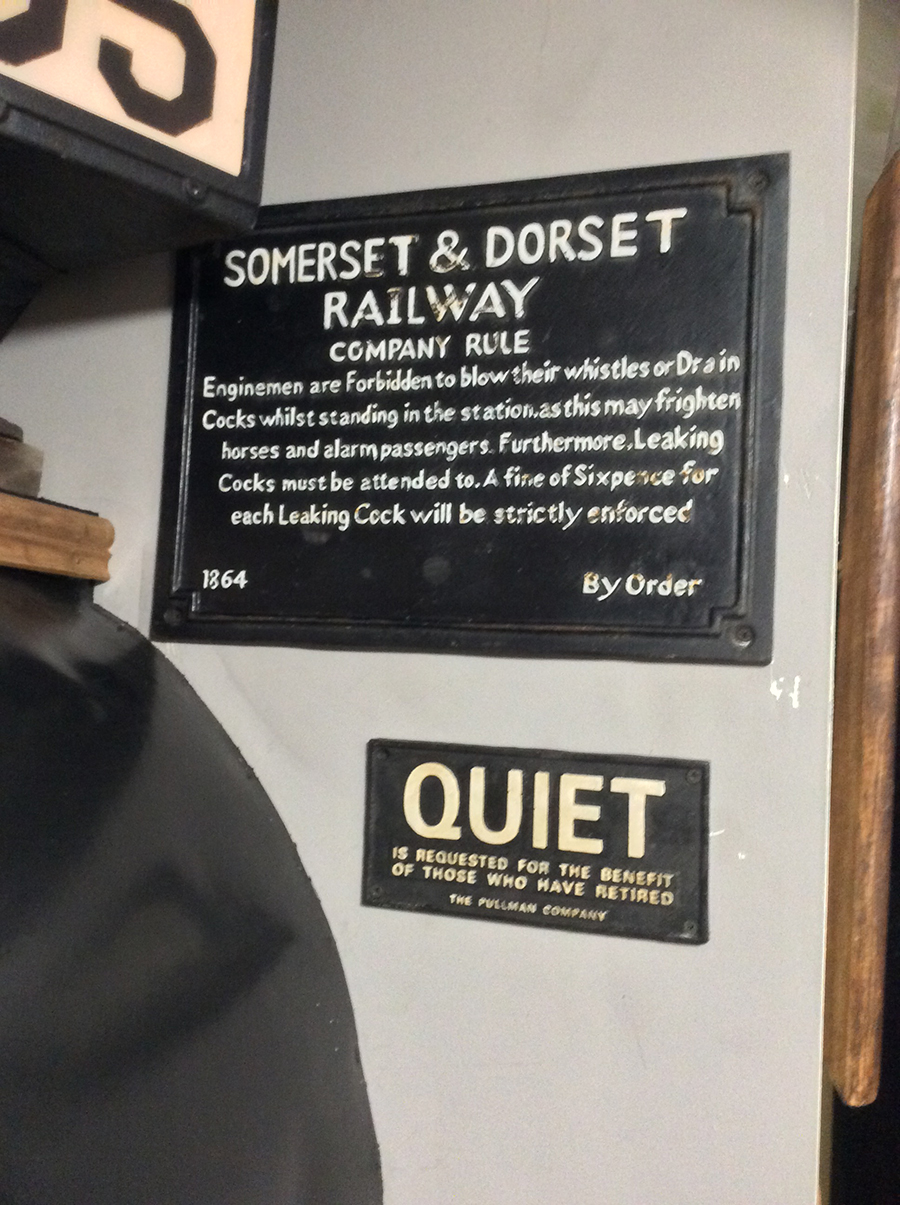 SOMERSET & DORSET
RAILWAY
COMPANY RULE
Enginemen are Forbidden to blow their whistles or Drain
Cocks whilst standing in the station.as this may frighten
horses and alarm passengers. Furthermore.Leaking
Cocks must be attended to. A fine of Sixpence for
each Leaking Cock will be strictly enforced
1864 By Order
QUIET
IS REQUESTED FOR THE BENEFIT
OF THOSE WHO HAVE RETIRED
THE PULLMAN COMPANY